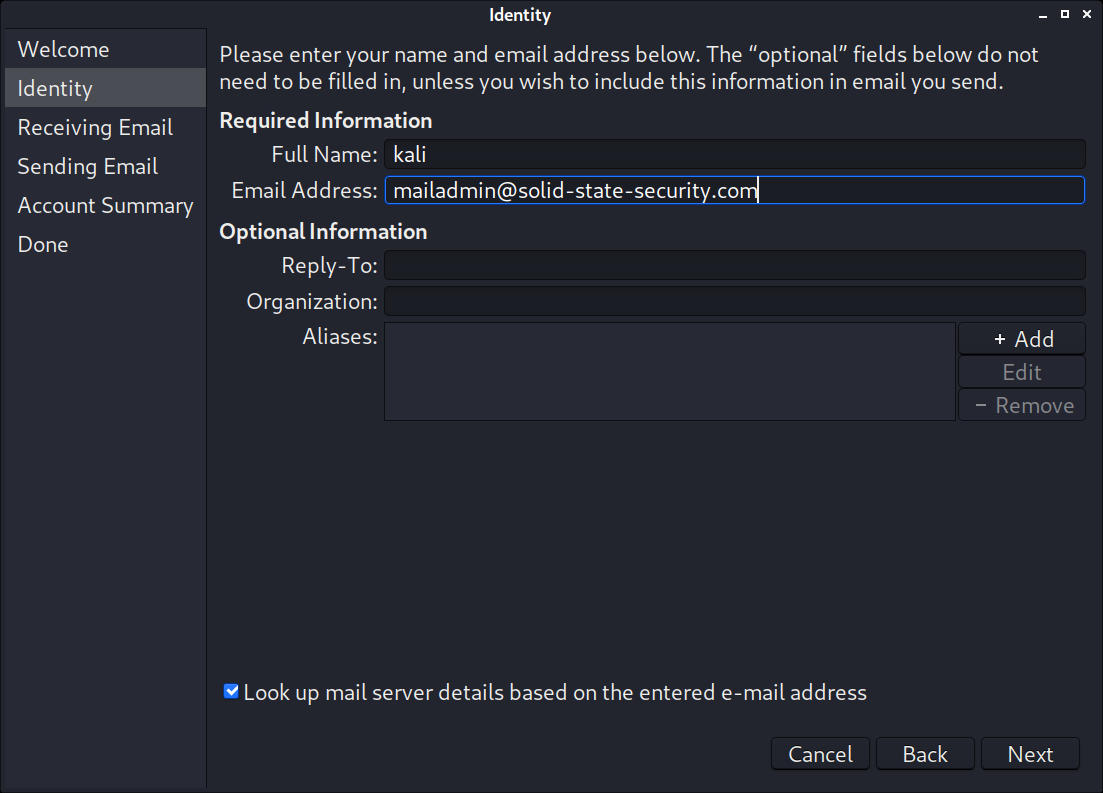 Identity
Welcome
Identity
Receiving Email
Sending Email
Account Summary
Done
Please enter your name and email address below. The “optional” fields below do not
need to be filled in, unless you wish to include this information in email you send.
Required Information
Full Name: kali
Email Address: mailadmin@solid-state-security.com
Optional Information
Reply-To:
Organization:
Aliases:
+ Add
Edit
− Remove
Look up mail server details based on the entered e-mail address
Cancel Back Next